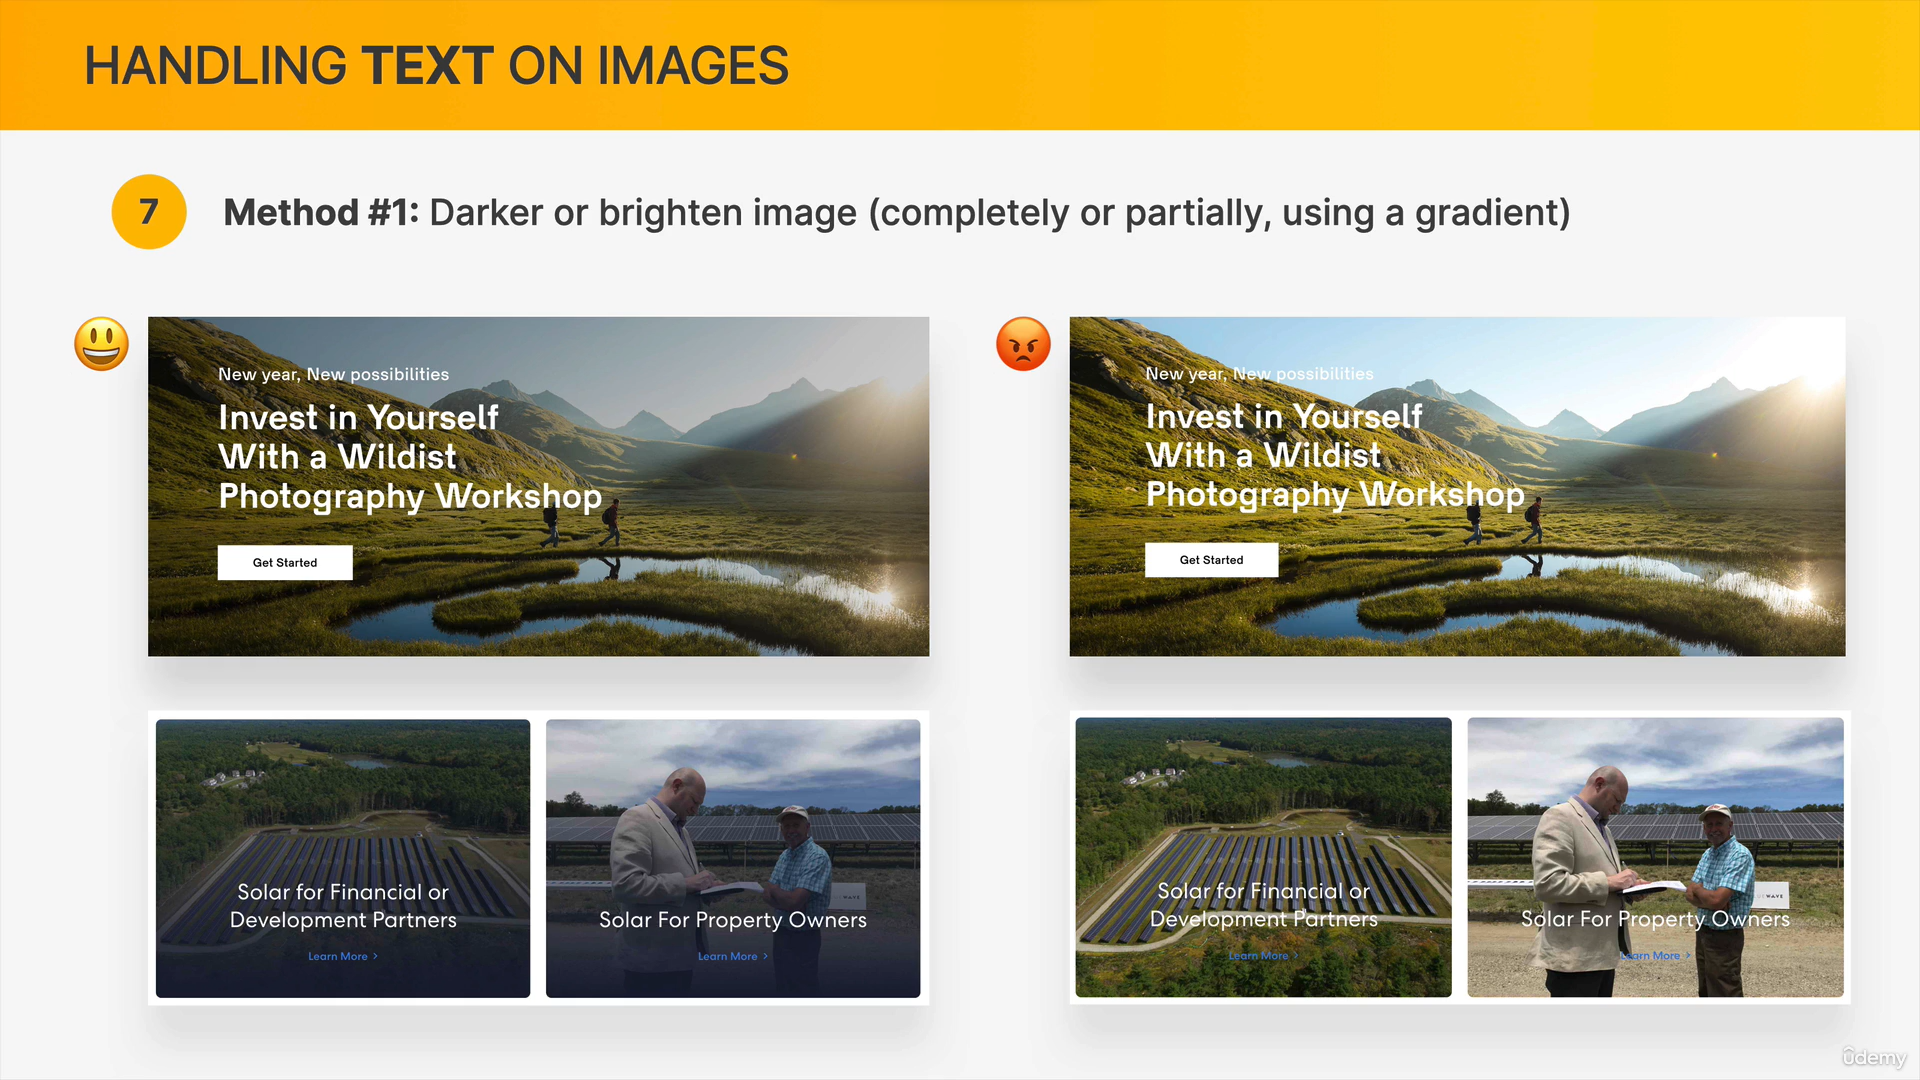 HANDLING TEXT ON IMAGES
7
Method #1: Darker or brighten image (completely or partially, using a gradient)
New year, New possibilities
Invest in Yourself
With a Wildist
Photography Workshop
Get Started
New year, New possibilities
Invest in Yourself
With a Wildist
Photography Workshop
Get Started
Solar for Financial or
Development Partners
Learn More >
Solar For Property Owners
Learn More >
Solar for Financial or
Development Partners
Learn More >
WAVE
Solar For Property Owners
Learn More >
ûdemy